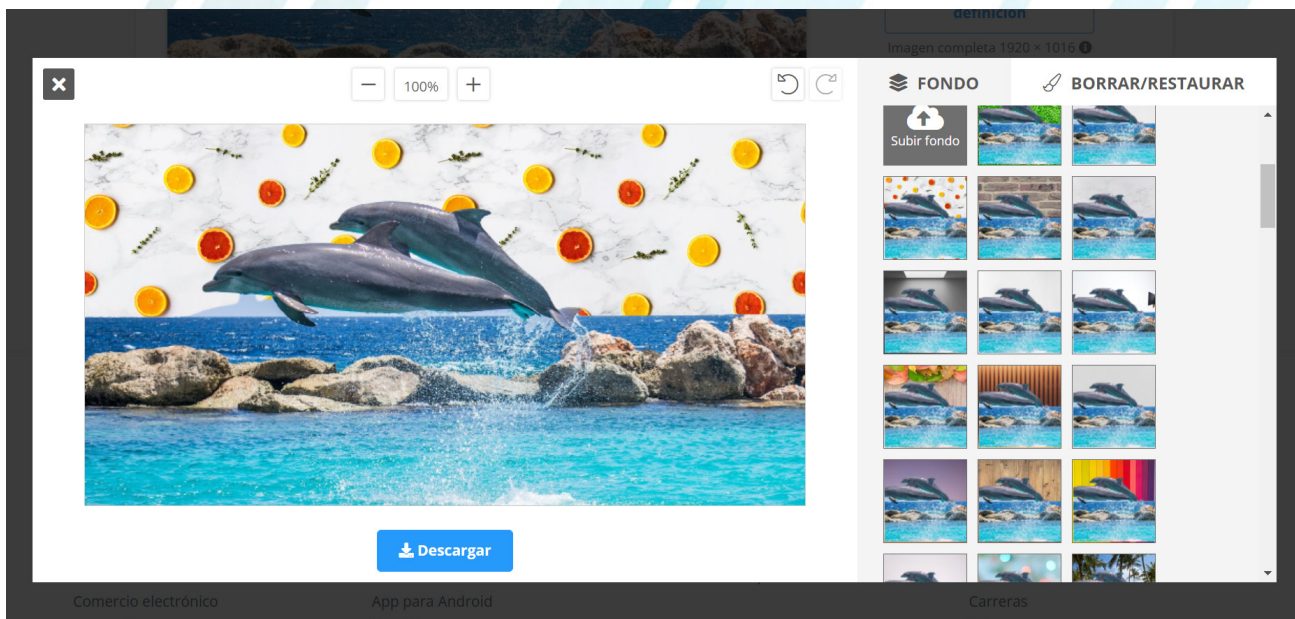 definición
Imagen completa 1920 × 1016
100%
FONDO
BORRAR/RESTAURAR
Subir fondo
Descargar
Comercio electrónico
App para Android
Carreras